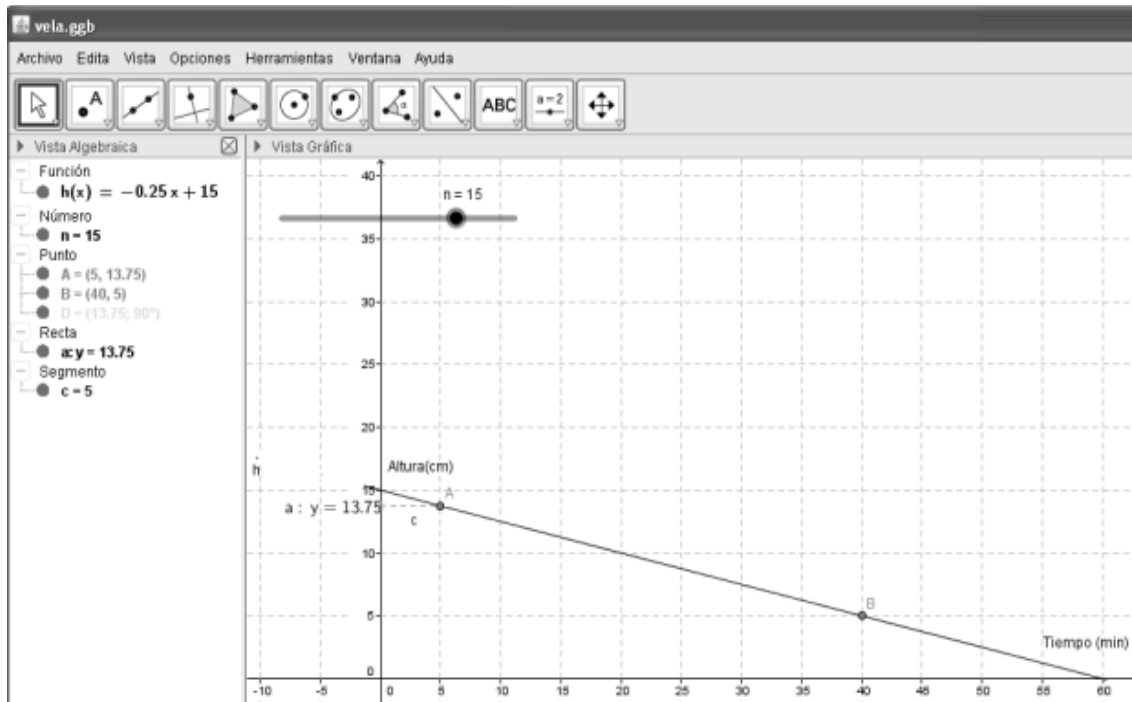 vela.ggb
Archivo Edita Vista Opciones Herramientas Ventana Ayuda
A ABC a=2
Vista Algebraica
Función
h(x) = −0.25 x + 15
Número
n = 15
Punto
A = (5, 13.75)
B = (40, 5)
D = (13.75; 90°)
Recta
a: y = 13.75
Segmento
c = 5
Vista Gráfica
n = 15
40
35
30
25
20
h
Altura(cm)
15
A
a : y = 13.75
c
10
B
5
Tiempo (min)
0
-10 -5 0 5 10 15 20 25 30 35 40 45 50 55 60